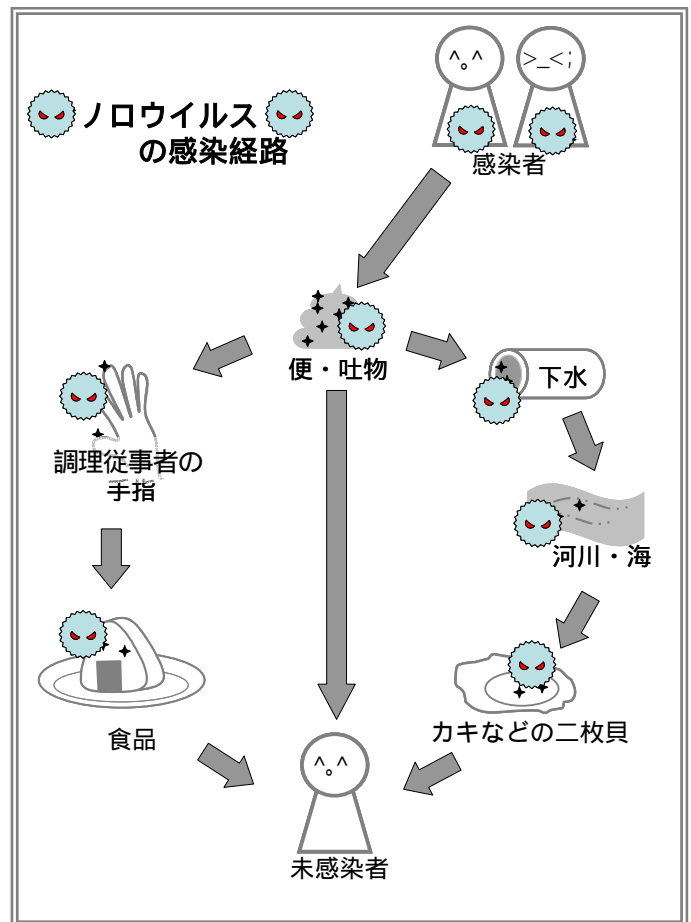 ノロウイルス
の感染経路
^。^
>_<;
感染者
便・吐物
下水
調理従事者の
手指
河川・海
食品
カキなどの二枚貝
^。^
未感染者